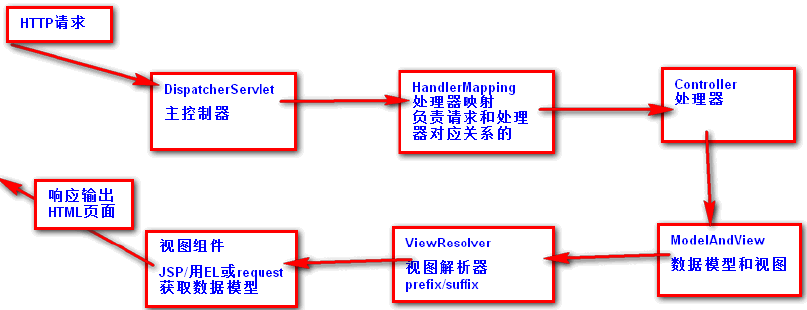 HTTP请求
DispatcherServlet
主控制器
HandlerMapping
处理器映射
负责请求和处理
器对应关系的
Controller
处理器
ModelAndView
数据模型和视图
ViewResolver
视图解析器
prefix/suffix
视图组件
JSP/用EL或request
获取数据模型
响应输出
HTML页面